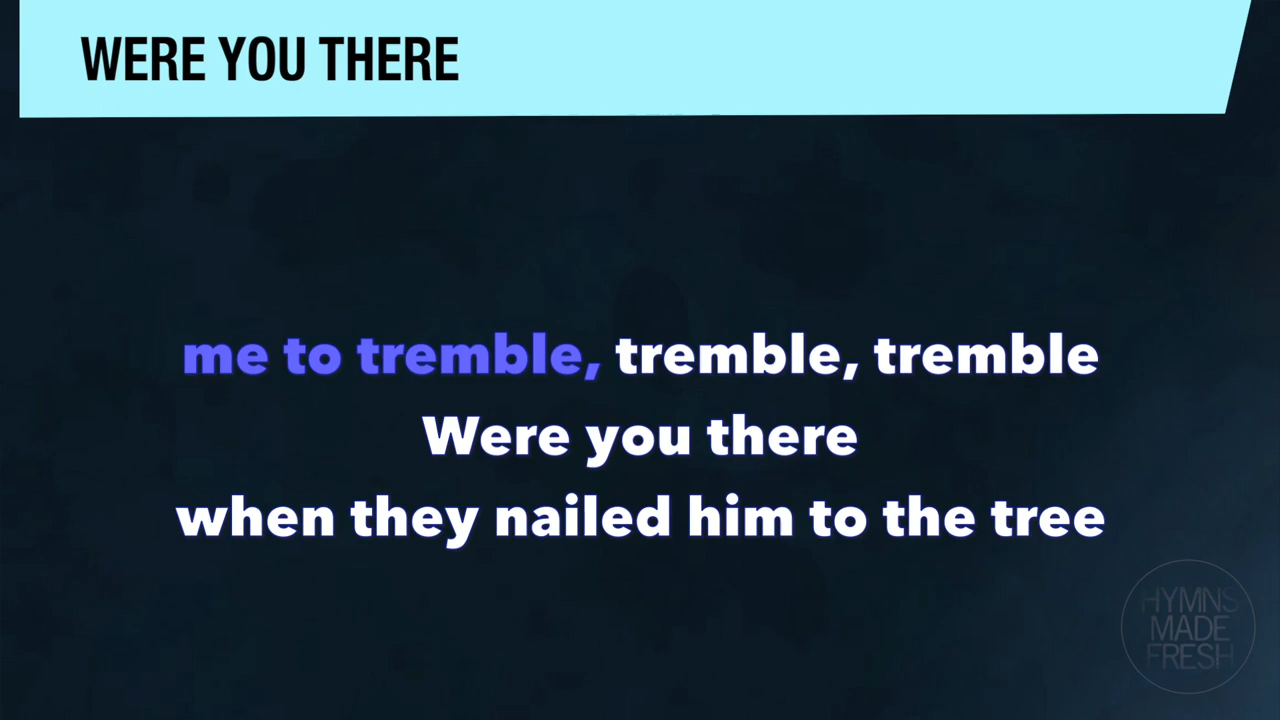 WERE YOU THERE
me to tremble, tremble, tremble
Were you there
when they nailed him to the tree
HYMNS
MADE
FRESH